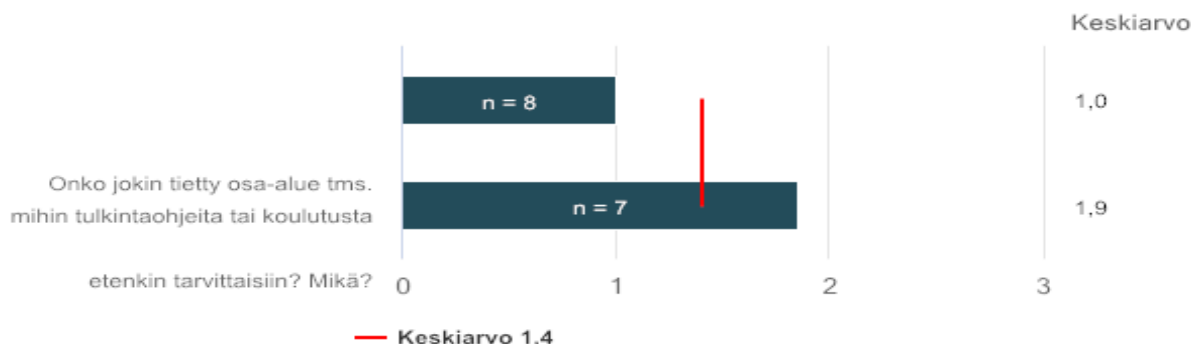 Keskiarvo
n = 8
1,0
Onko jokin tietty osa-alue tms.
mihin tulkintaohjeita tai koulutusta
n = 7
1,9
etenkin tarvittaisiin? Mikä?
0 1 2 3
Keskiarvo 1.4